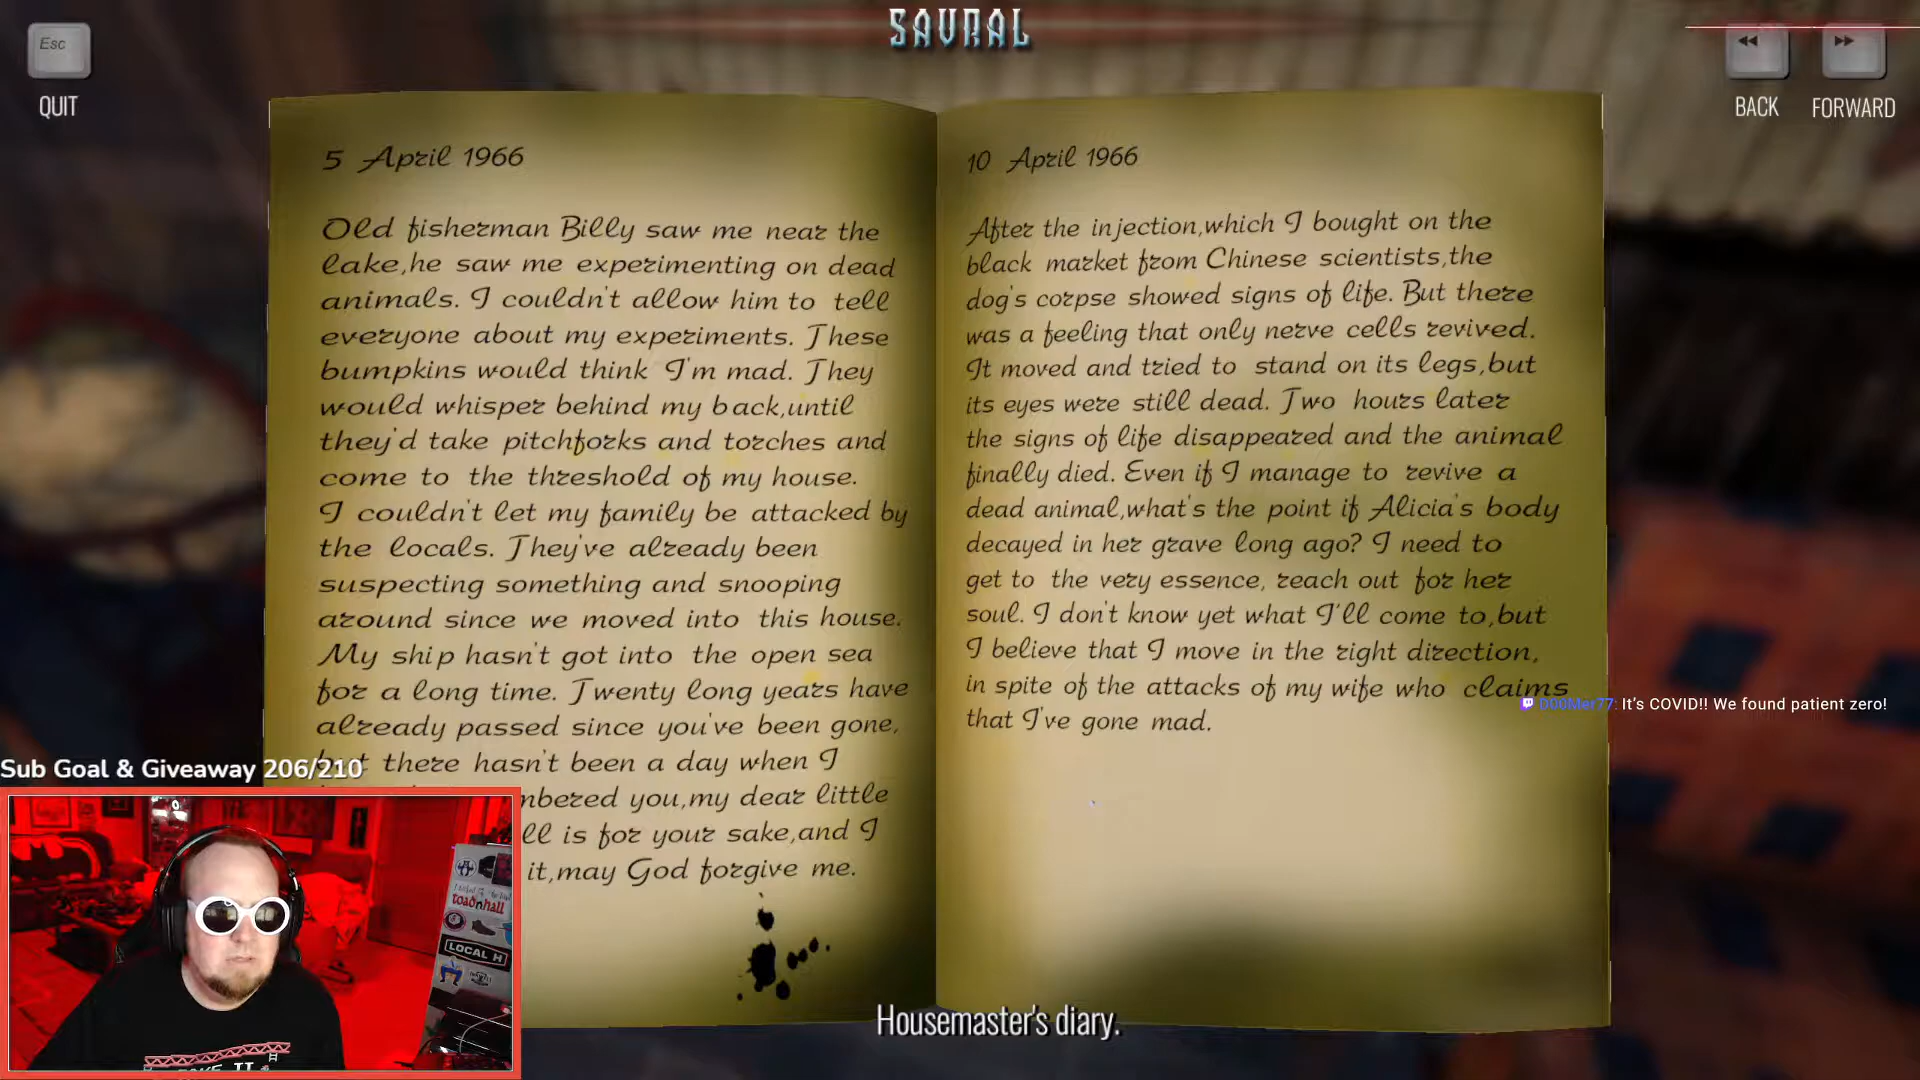 Esc
QUIT
SAVRAL
BACK
FORWARD
5 April 1966
Old fisherman Billy saw me near the
lake,he saw me experimenting on dead
animals. I couldn't allow him to tell
everyone about my experiments. These
bumpkins would think I'm mad. They
would whisper behind my back,until
they'd take pitchforks and torches and
come to the threshold of my house.
I couldn't let my family be attacked by
the locals. They've already been
suspecting something and snooping
around since we moved into this house.
My ship hasn't got into the open sea
for a long time. Twenty long years have
already passed since you've been gone,
there hasn't been a day when I
you,my dear little
is for your sake,and I
it,may God forgive me.
10 April 1966
After the injection,which I bought on the
black market from Chinese scientists,the
dog's corpse showed signs of life. But there
was a feeling that only nerve cells revived.
It moved and tried to stand on its legs,but
its eyes were still dead. Two hours later
the signs of life disappeared and the animal
finally died. Even if I manage to revive a
dead animal,what's the point if Alicia's body
decayed in her grave long ago? I need to
get to the very essence, reach out for her
soul. I don't know yet what I'll come to,but
I believe that I move in the right direction,
in spite of the attacks of my wife who claims
that I've gone mad.
D00Mer77: It's COVID!! We found patient zero!
Sub Goal & Giveaway 206/210
toadnhall
LOCAL H
Housemaster's diary.